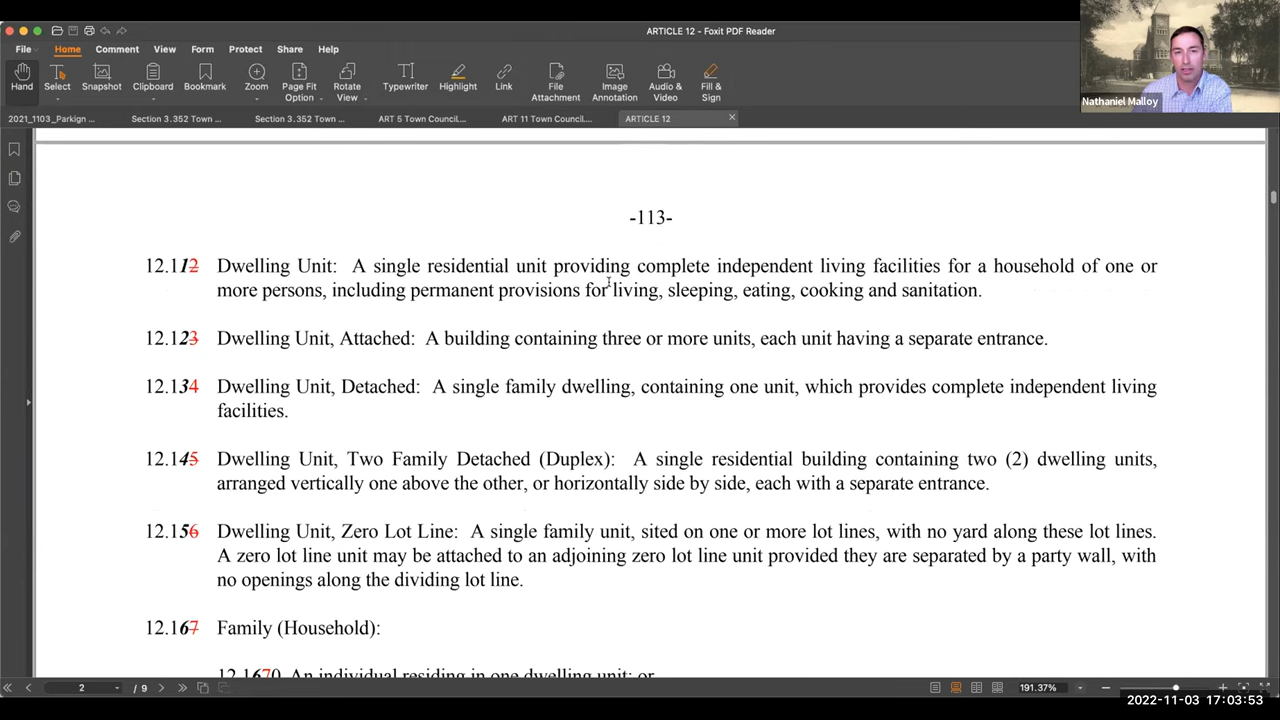 ARTICLE 12 - Foxit PDF Reader
File Home Comment View Form Protect Share Help
Hand Select Snapshot Clipboard Bookmark Zoom Page Fit Option Rotate View Typewriter Highlight Link File Attachment Image Annotation Audio & Video Fill & Sign
Nathaniel Malloy
2021_1103_Parkign ... Section 3.352 Town ... Section 3.352 Town ... ART 5 Town Council.... ART 11 Town Council.... ARTICLE 12
-113-
12.112 Dwelling Unit: A single residential unit providing complete independent living facilities for a household of one or
more persons, including permanent provisions for living, sleeping, eating, cooking and sanitation.
12.123 Dwelling Unit, Attached: A building containing three or more units, each unit having a separate entrance.
12.134 Dwelling Unit, Detached: A single family dwelling, containing one unit, which provides complete independent living
facilities.
12.145 Dwelling Unit, Two Family Detached (Duplex): A single residential building containing two (2) dwelling units,
arranged vertically one above the other, or horizontally side by side, each with a separate entrance.
12.156 Dwelling Unit, Zero Lot Line: A single family unit, sited on one or more lot lines, with no yard along these lot lines.
A zero lot line unit may be attached to an adjoining zero lot line unit provided they are separated by a party wall, with
no openings along the dividing lot line.
12.167 Family (Household):
12.1670 An individual residing in one dwelling unit; or
2 / 9 191.37%
2022-11-03 17:03:53